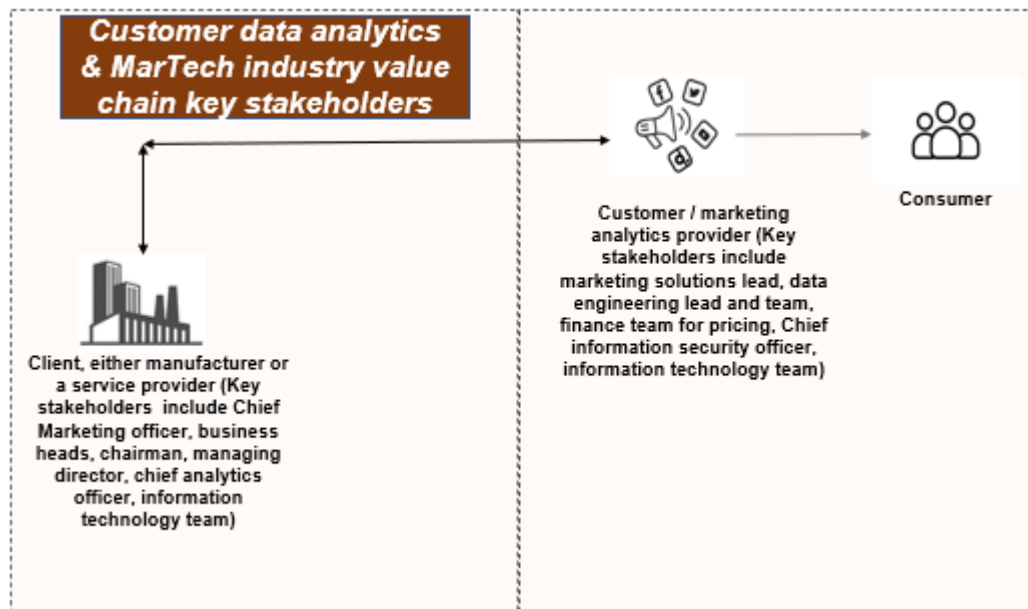 Customer data analytics
& MarTech industry value
chain key stakeholders
Consumer
Customer / marketing
analytics provider (Key
stakeholders include
marketing solutions lead, data
engineering lead and team,
finance team for pricing, Chief
information security officer,
information technology team)
Client, either manufacturer or
a service provider (Key
stakeholders include Chief
Marketing officer, business
heads, chairman, managing
director, chief analytics
officer, information
technology team)